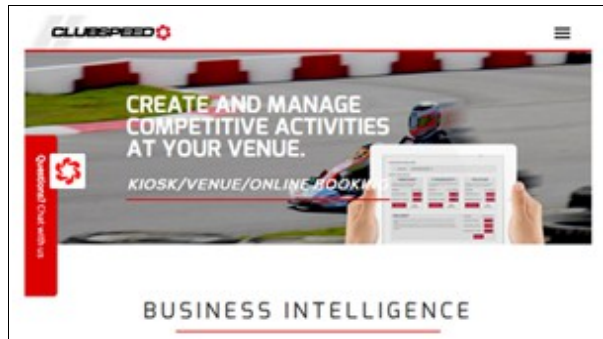 CLUBSPEED
CREATE AND MANAGE
COMPETITIVE ACTIVITIES
AT YOUR VENUE.
KIOSK/VENUE/ONLINE BOOKING
Questions? Chat with us
BUSINESS INTELLIGENCE